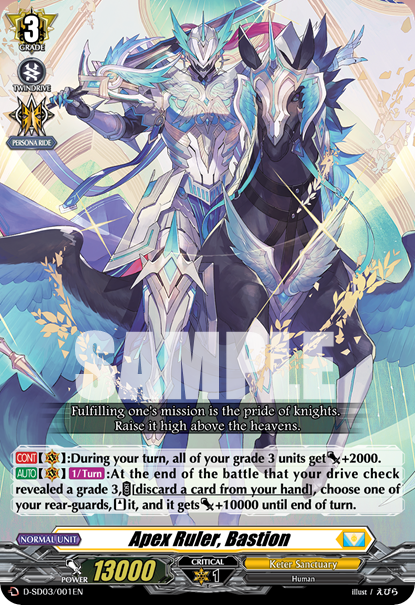 3
GRADE
TWINDRIVE
PERSONA RIDE
SAMPLE
Fulfilling one's mission is the pride of knights.
Raise it high above the heavens.
CONT【】:During your turn, all of your grade 3 units get +2000.
AUTO【】1/Turn:At the end of the battle that your drive check
revealed a grade 3, [discard a card from your hand], choose one of
your rear-guards, [ ]it, and it gets +10000 until end of turn.
NORMAL UNIT
Apex Ruler, Bastion
POWER 13000
CRITICAL
1
Keter Sanctuary
Human
D-SD03/001EN
illust / えびら